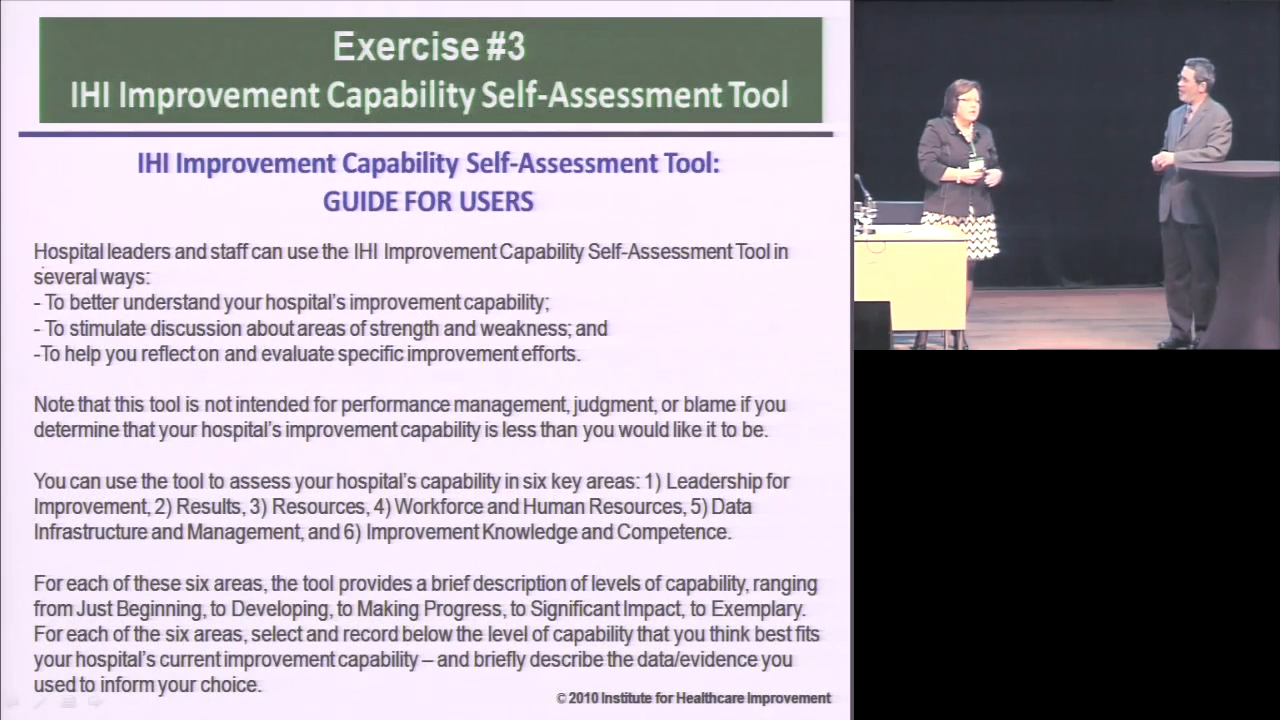 Exercise #3
IHI Improvement Capability Self-Assessment Tool
IHI Improvement Capability Self-Assessment Tool:
GUIDE FOR USERS
Hospital leaders and staff can use the IHI Improvement Capability Self-Assessment Tool in
several ways:
- To better understand your hospital's improvement capability;
- To stimulate discussion about areas of strength and weakness; and
-To help you reflect on and evaluate specific improvement efforts.
Note that this tool is not intended for performance management, judgment, or blame if you
determine that your hospital's improvement capability is less than you would like it to be.
You can use the tool to assess your hospital's capability in six key areas: 1) Leadership for
Improvement, 2) Results, 3) Resources, 4) Workforce and Human Resources, 5) Data
Infrastructure and Management, and 6) Improvement Knowledge and Competence.
For each of these six areas, the tool provides a brief description of levels of capability, ranging
from Just Beginning, to Developing, to Making Progress, to Significant Impact, to Exemplary.
For each of the six areas, select and record below the level of capability that you think best fits
your hospital's current improvement capability – and briefly describe the data/evidence you
used to inform your choice.
© 2010 Institute for Healthcare Improvement